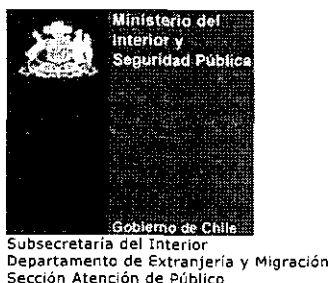 Ministerio del
Interior y
Seguridad Pública
Gobierno de Chile
Subsecretaría del Interior
Departamento de Extranjería y Migración
Sección Atención de Público